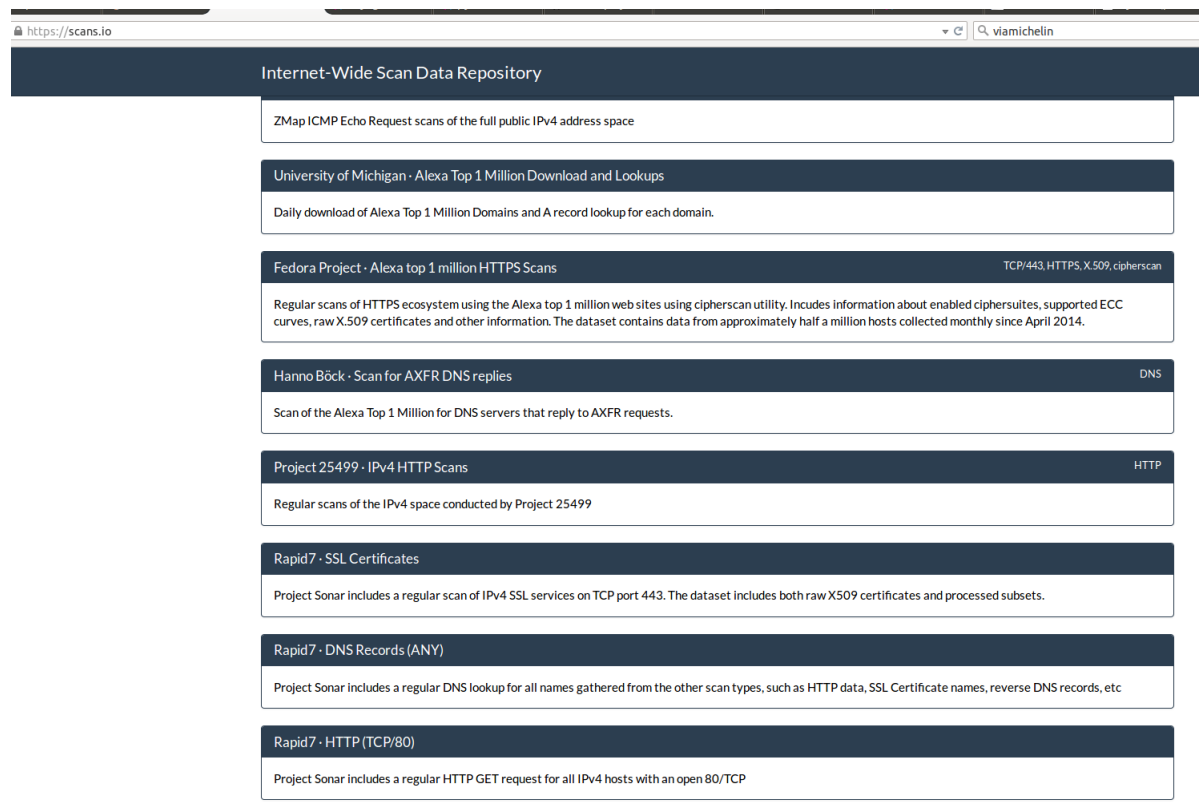 https://scans.io
viamichelin
Internet-Wide Scan Data Repository
ZMap ICMP Echo Request scans of the full public IPv4 address space
University of Michigan · Alexa Top 1 Million Download and Lookups
Daily download of Alexa Top 1 Million Domains and A record lookup for each domain.
Fedora Project · Alexa top 1 million HTTPS Scans
TCP/443, HTTPS, X.509, cipherscan
Regular scans of HTTPS ecosystem using the Alexa top 1 million web sites using cipherscan utility. Incudes information about enabled ciphersuites, supported ECC
curves, raw X.509 certificates and other information. The dataset contains data from approximately half a million hosts collected monthly since April 2014.
Hanno Böck · Scan for AXFR DNS replies
DNS
Scan of the Alexa Top 1 Million for DNS servers that reply to AXFR requests.
Project 25499 · IPv4 HTTP Scans
HTTP
Regular scans of the IPv4 space conducted by Project 25499
Rapid7 · SSL Certificates
Project Sonar includes a regular scan of IPv4 SSL services on TCP port 443. The dataset includes both raw X509 certificates and processed subsets.
Rapid7 · DNS Records (ANY)
Project Sonar includes a regular DNS lookup for all names gathered from the other scan types, such as HTTP data, SSL Certificate names, reverse DNS records, etc
Rapid7 · HTTP (TCP/80)
Project Sonar includes a regular HTTP GET request for all IPv4 hosts with an open 80/TCP